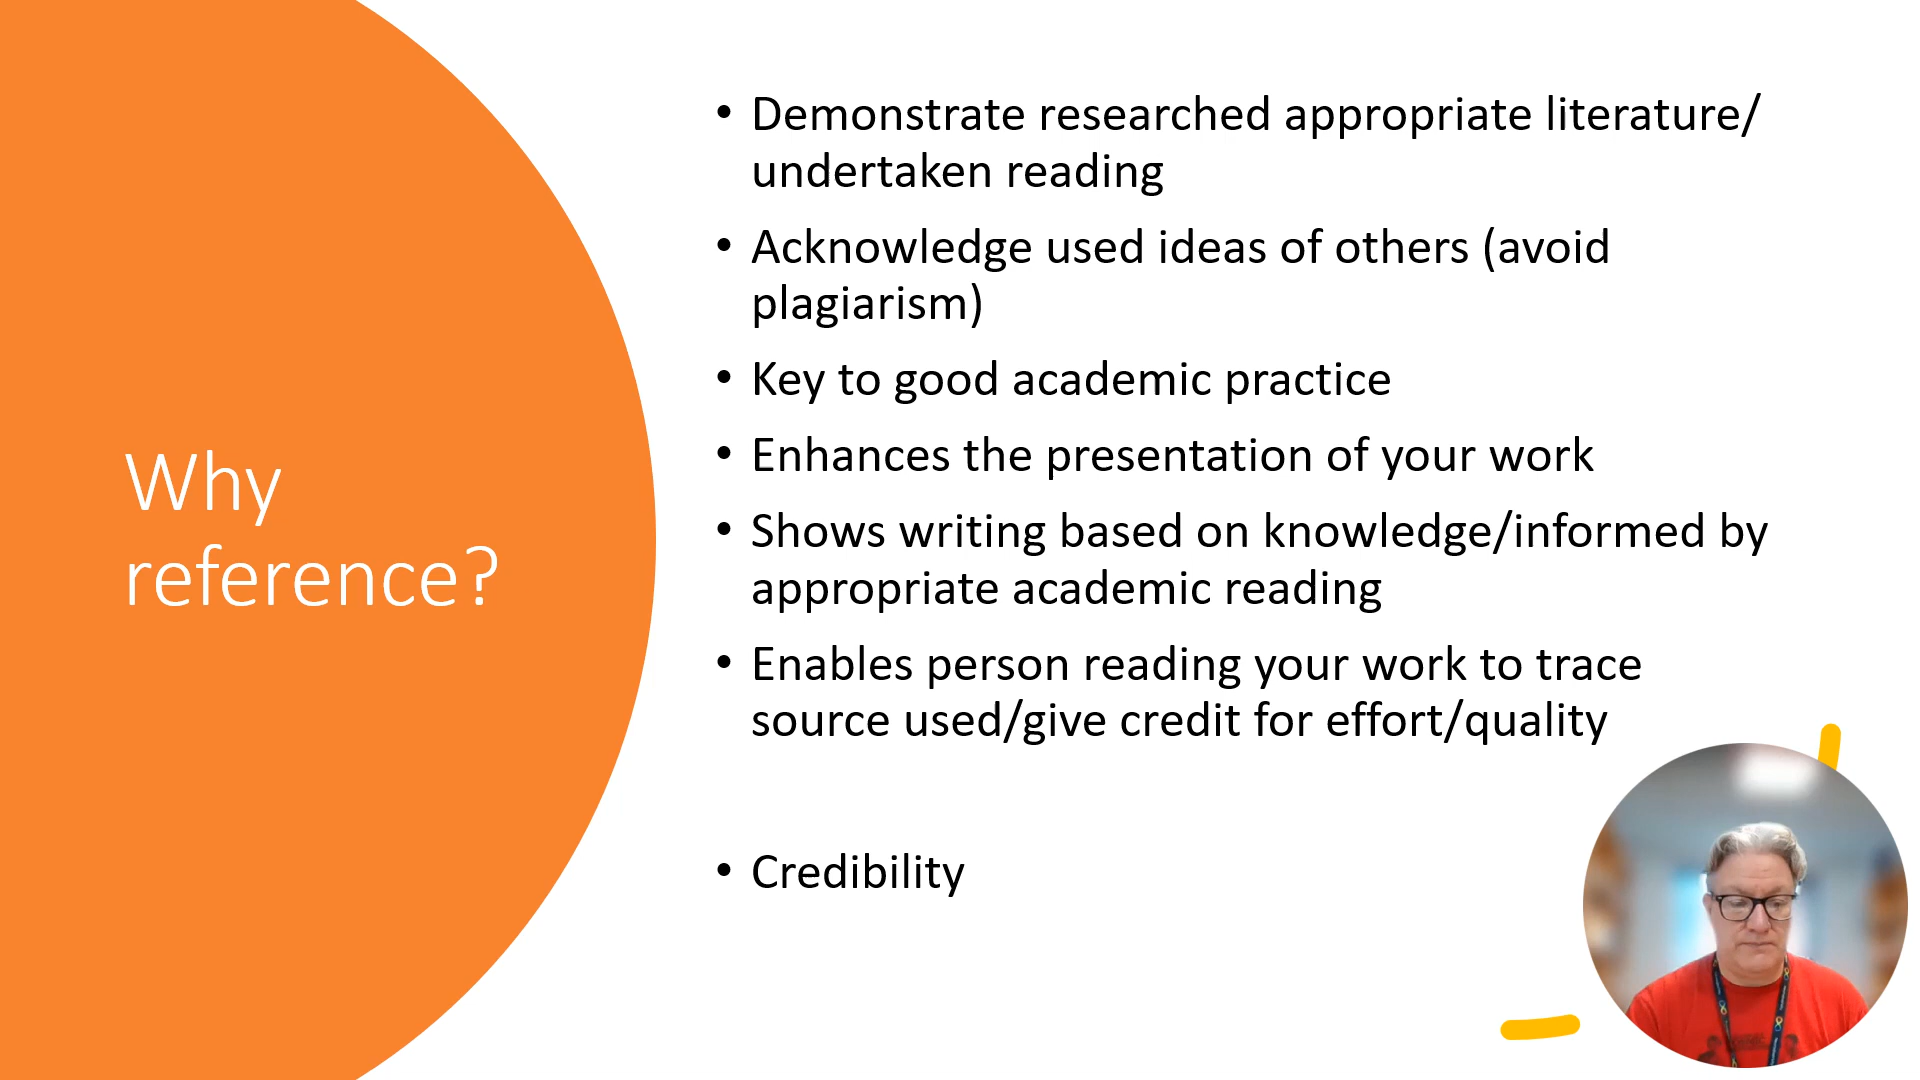 Why
reference?
• Demonstrate researched appropriate literature/
undertaken reading
• Acknowledge used ideas of others (avoid
plagiarism)
• Key to good academic practice
• Enhances the presentation of your work
• Shows writing based on knowledge/informed by
appropriate academic reading
• Enables person reading your work to trace
source used/give credit for effort/quality
• Credibility